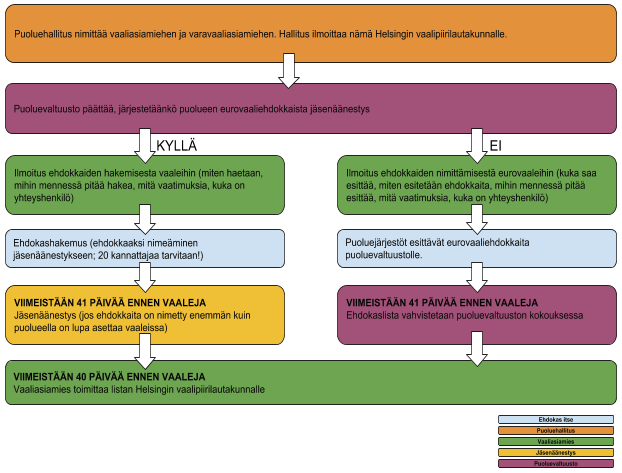 Puoluehallitus nimittää vaaliasiamiehen ja varavaaliasiamiehen. Hallitus ilmoittaa nämä Helsingin vaalipiirilautakunnalle.
Puoluevaltuusto päättää, järjestetäänkö puolueen eurovaaliehdokkaista jäsenäänestys
KYLLÄ
Ilmoitus ehdokkaiden hakemisesta vaaleihin (miten haetaan,
mihin mennessä pitää hakea, mitä vaatimuksia, kuka on
yhteyshenkilö)
Ehdokashakemus (ehdokkaaksi nimeäminen
jäsenäänestykseen; 20 kannattajaa tarvitaan!)
VIIMEISTÄÄN 41 PÄIVÄÄ ENNEN VAALEJA
Jäsenäänestys (jos ehdokkaita on nimetty enemmän kuin
puolueella on lupa asettaa vaaleissa)
EI
Ilmoitus ehdokkaiden nimittämisestä eurovaaleihin (kuka saa
esittää, miten esitetään ehdokkaita, mihin mennessä pitää
esittää, mitä vaatimuksia, kuka on yhteyshenkilö)
Puoluejärjestöt esittävät eurovaaliehdokkaita
puoluevaltuustolle.
VIIMEISTÄÄN 41 PÄIVÄÄ ENNEN VAALEJA
Ehdokaslista vahvistetaan puoluevaltuuston kokouksessa
VIIMEISTÄÄN 40 PÄIVÄÄ ENNEN VAALEJA
Vaaliasiamies toimittaa listan Helsingin vaalipiirilautakunnalle
Ehdokas itse
Puoluehallitus
Vaaliasiamies
Jäsenäänestys
Puoluevaltuusto